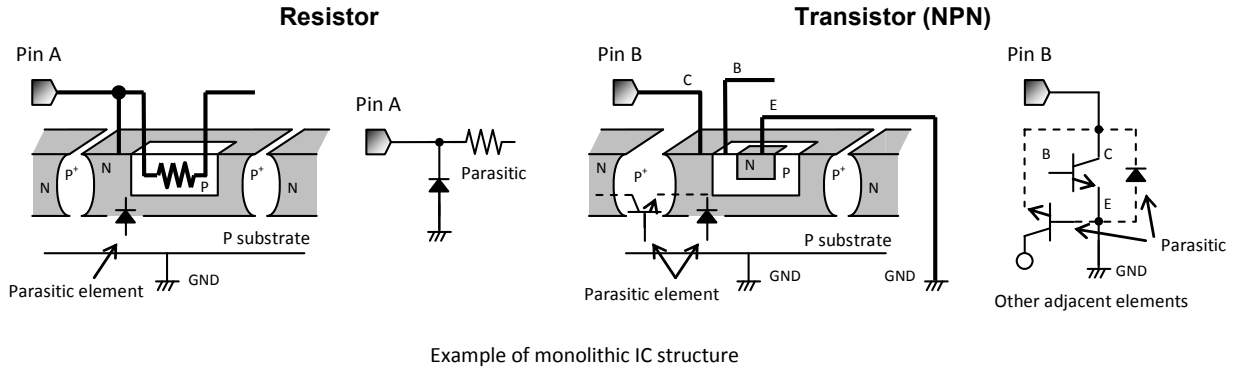 Resistor
Transistor (NPN)
Pin A
Pin A
N
P+
N
P
P+
N
Parasitic
P substrate
GND
Parasitic element
Pin B
C
B
E
N
P+
N
P
P+
N
P substrate
GND
GND
Parasitic element
Pin B
B
C
E
Parasitic
GND
Other adjacent elements
Example of monolithic IC structure